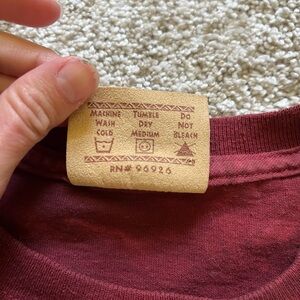 MACHINE TUMBLE DO
WASH DRY NOT
COLD MEDIUM BLEACH
RN# 96926